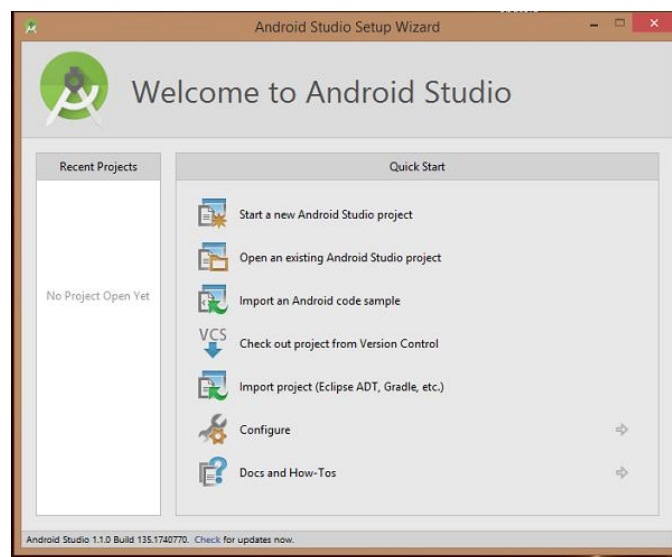 Android Studio Setup Wizard
Welcome to Android Studio
Recent Projects
Quick Start
No Project Open Yet
Start a new Android Studio project
Open an existing Android Studio project
Import an Android code sample
VCS
Check out project from Version Control
Import project (Eclipse ADT, Gradle, etc.)
Configure
Docs and How-Tos
Android Studio 1.1.0 Build 135.1740770. Check for updates now.